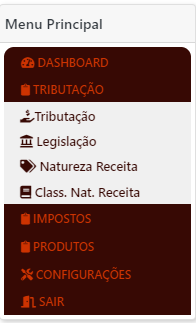 Menu Principal
DASHBOARD
TRIBUTAÇÃO
Tributação
Legislação
Natureza Receita
Class. Nat. Receita
IMPOSTOS
PRODUTOS
CONFIGURAÇÕES
SAIR